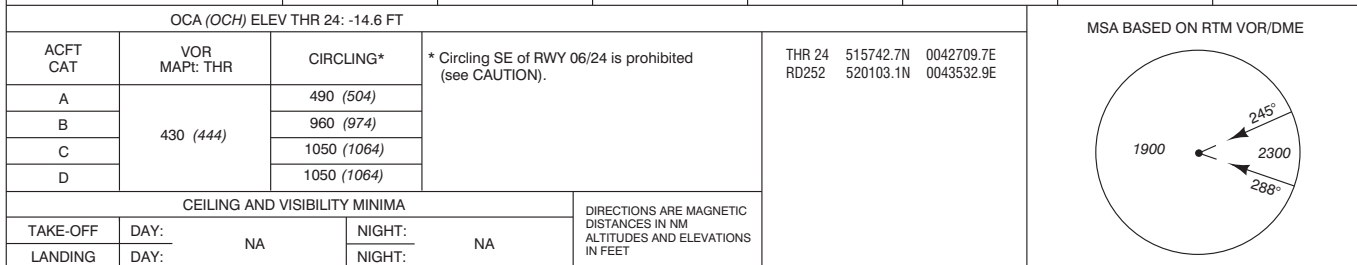 OCA (OCH) ELEV THR 24: -14.6 FT
ACFT CAT
VOR MAPt: THR
CIRCLING*
A
B
C
D
430 (444)
490 (504)
960 (974)
1050 (1064)
1050 (1064)
* Circling SE of RWY 06/24 is prohibited
(see CAUTION).
CEILING AND VISIBILITY MINIMA
TAKE-OFF DAY: NA NIGHT: NA
LANDING DAY: NIGHT:
DIRECTIONS ARE MAGNETIC
DISTANCES IN NM
ALTITUDES AND ELEVATIONS
IN FEET
THR 24 515742.7N 0042709.7E
RD252 520103.1N 0043532.9E
MSA BASED ON RTM VOR/DME
245°
1900
2300
288°